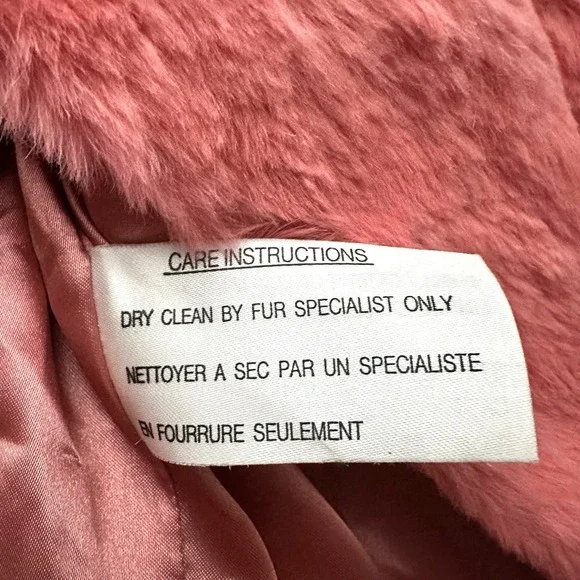 CARE INSTRUCTIONS
DRY CLEAN BY FUR SPECIALIST ONLY
NETTOYER A SEC PAR UN SPECIALISTE
EN FOURRURE SEULEMENT